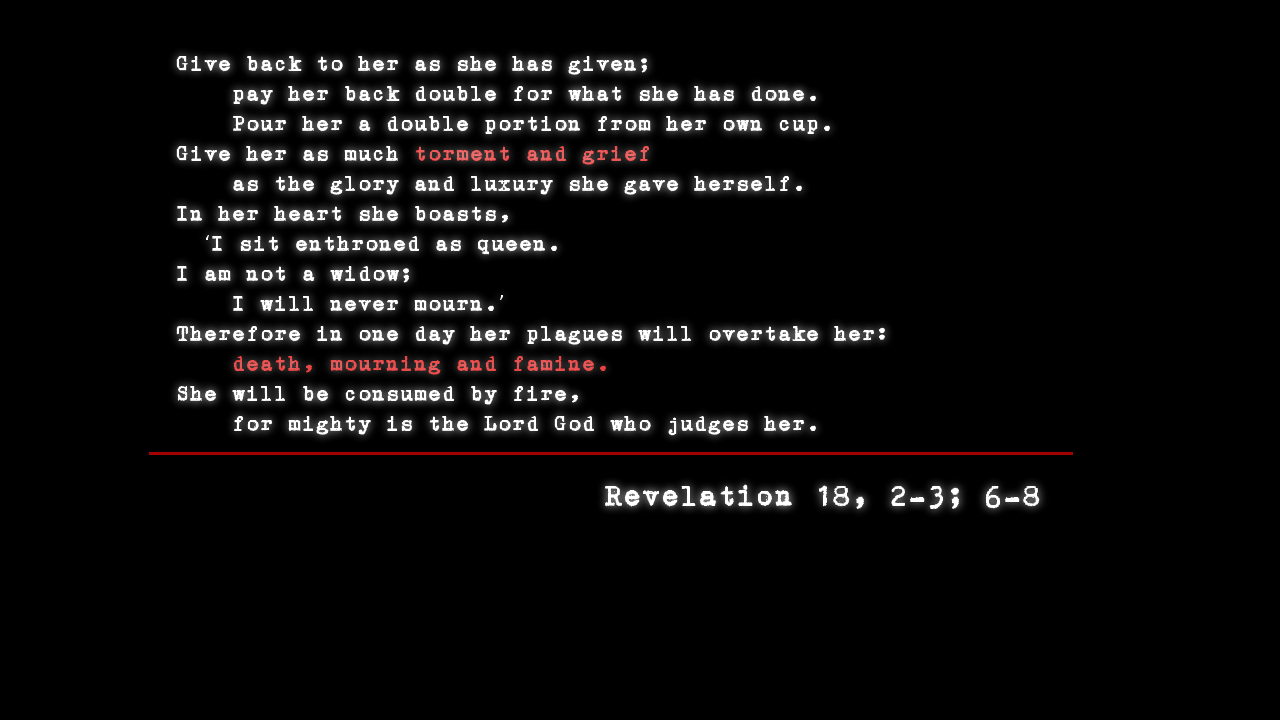 Give back to her as she has given;
pay her back double for what she has done.
Pour her a double portion from her own cup.
Give her as much torment and grief
as the glory and luxury she gave herself.
In her heart she boasts,
‘I sit enthroned as queen.
I am not a widow;
I will never mourn.’
Therefore in one day her plagues will overtake her:
death, mourning and famine.
She will be consumed by fire,
for mighty is the Lord God who judges her.
Revelation 18, 2-3; 6-8